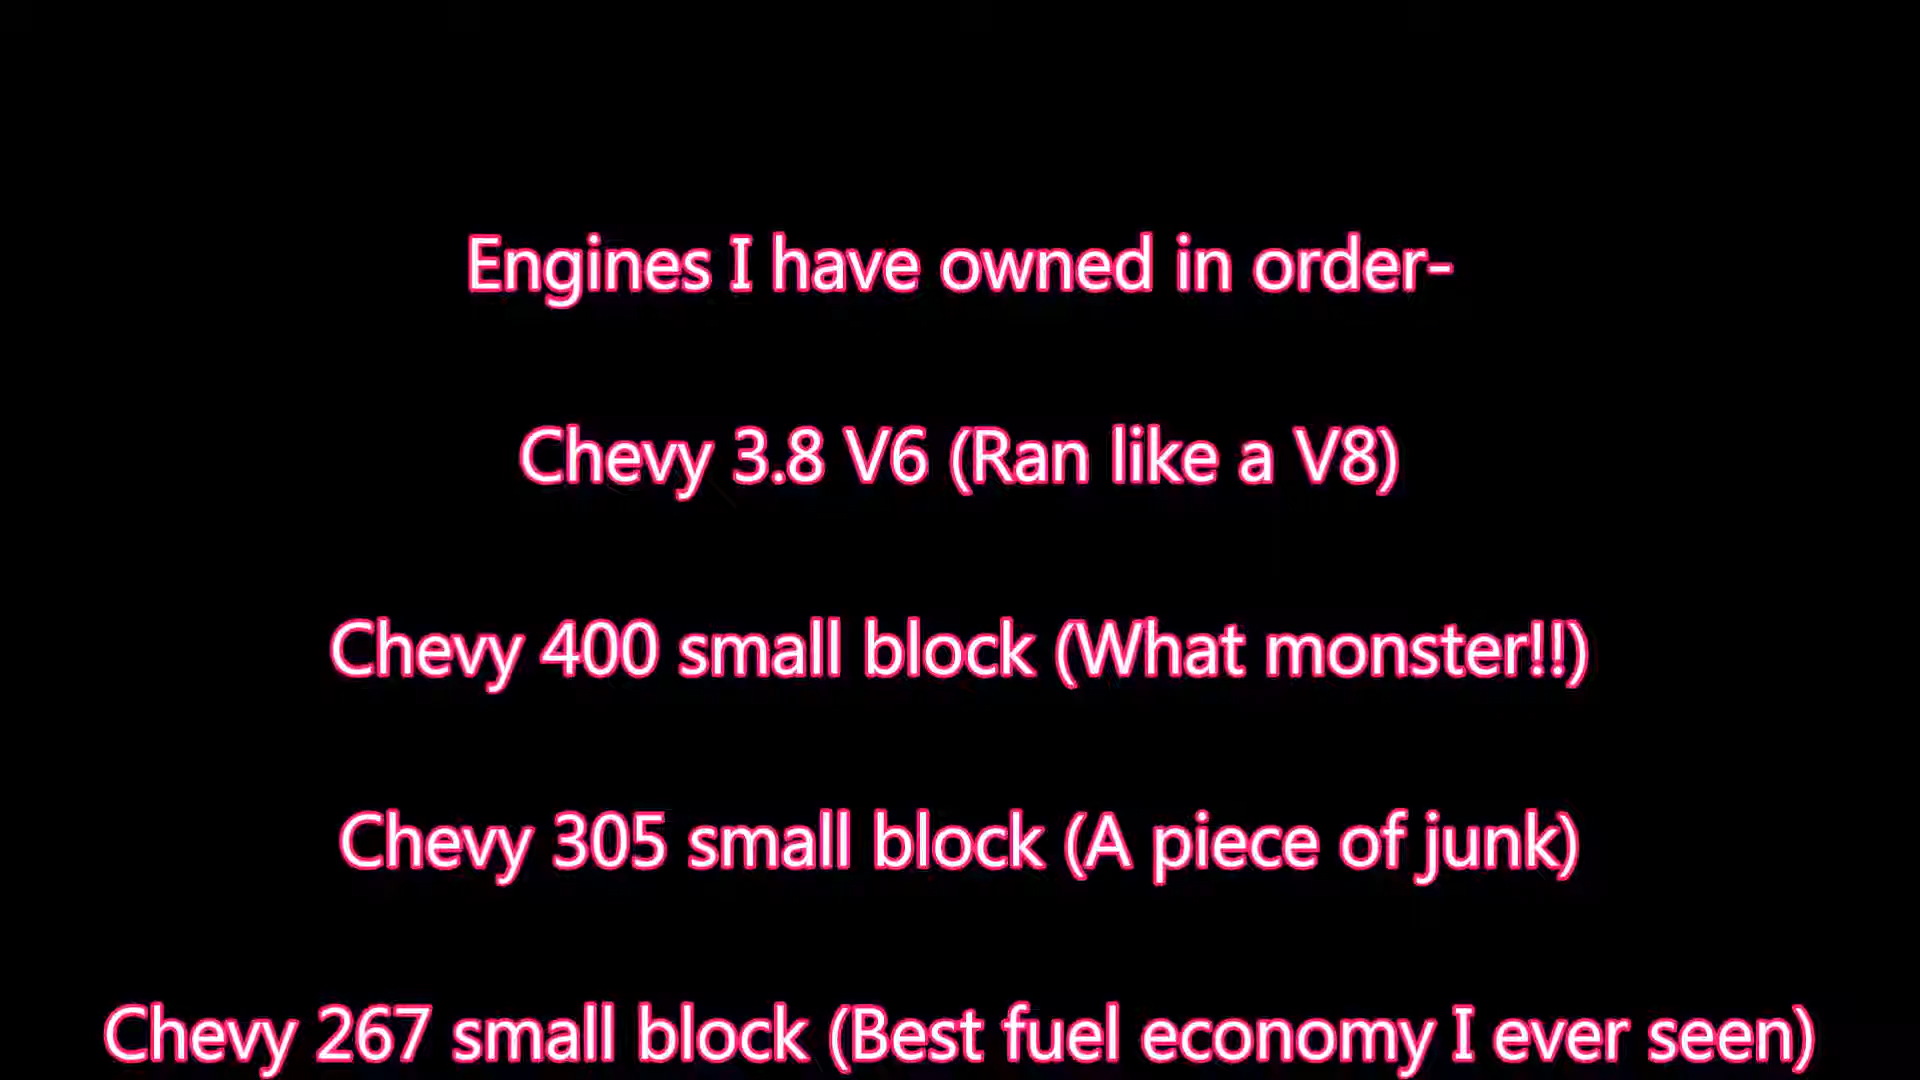 Engines I have owned in order-
Chevy 3.8 V6 (Ran like a V8)
Chevy 400 small block (What monster!!)
Chevy 305 small block (A piece of junk)
Chevy 267 small block (Best fuel economy I ever seen)